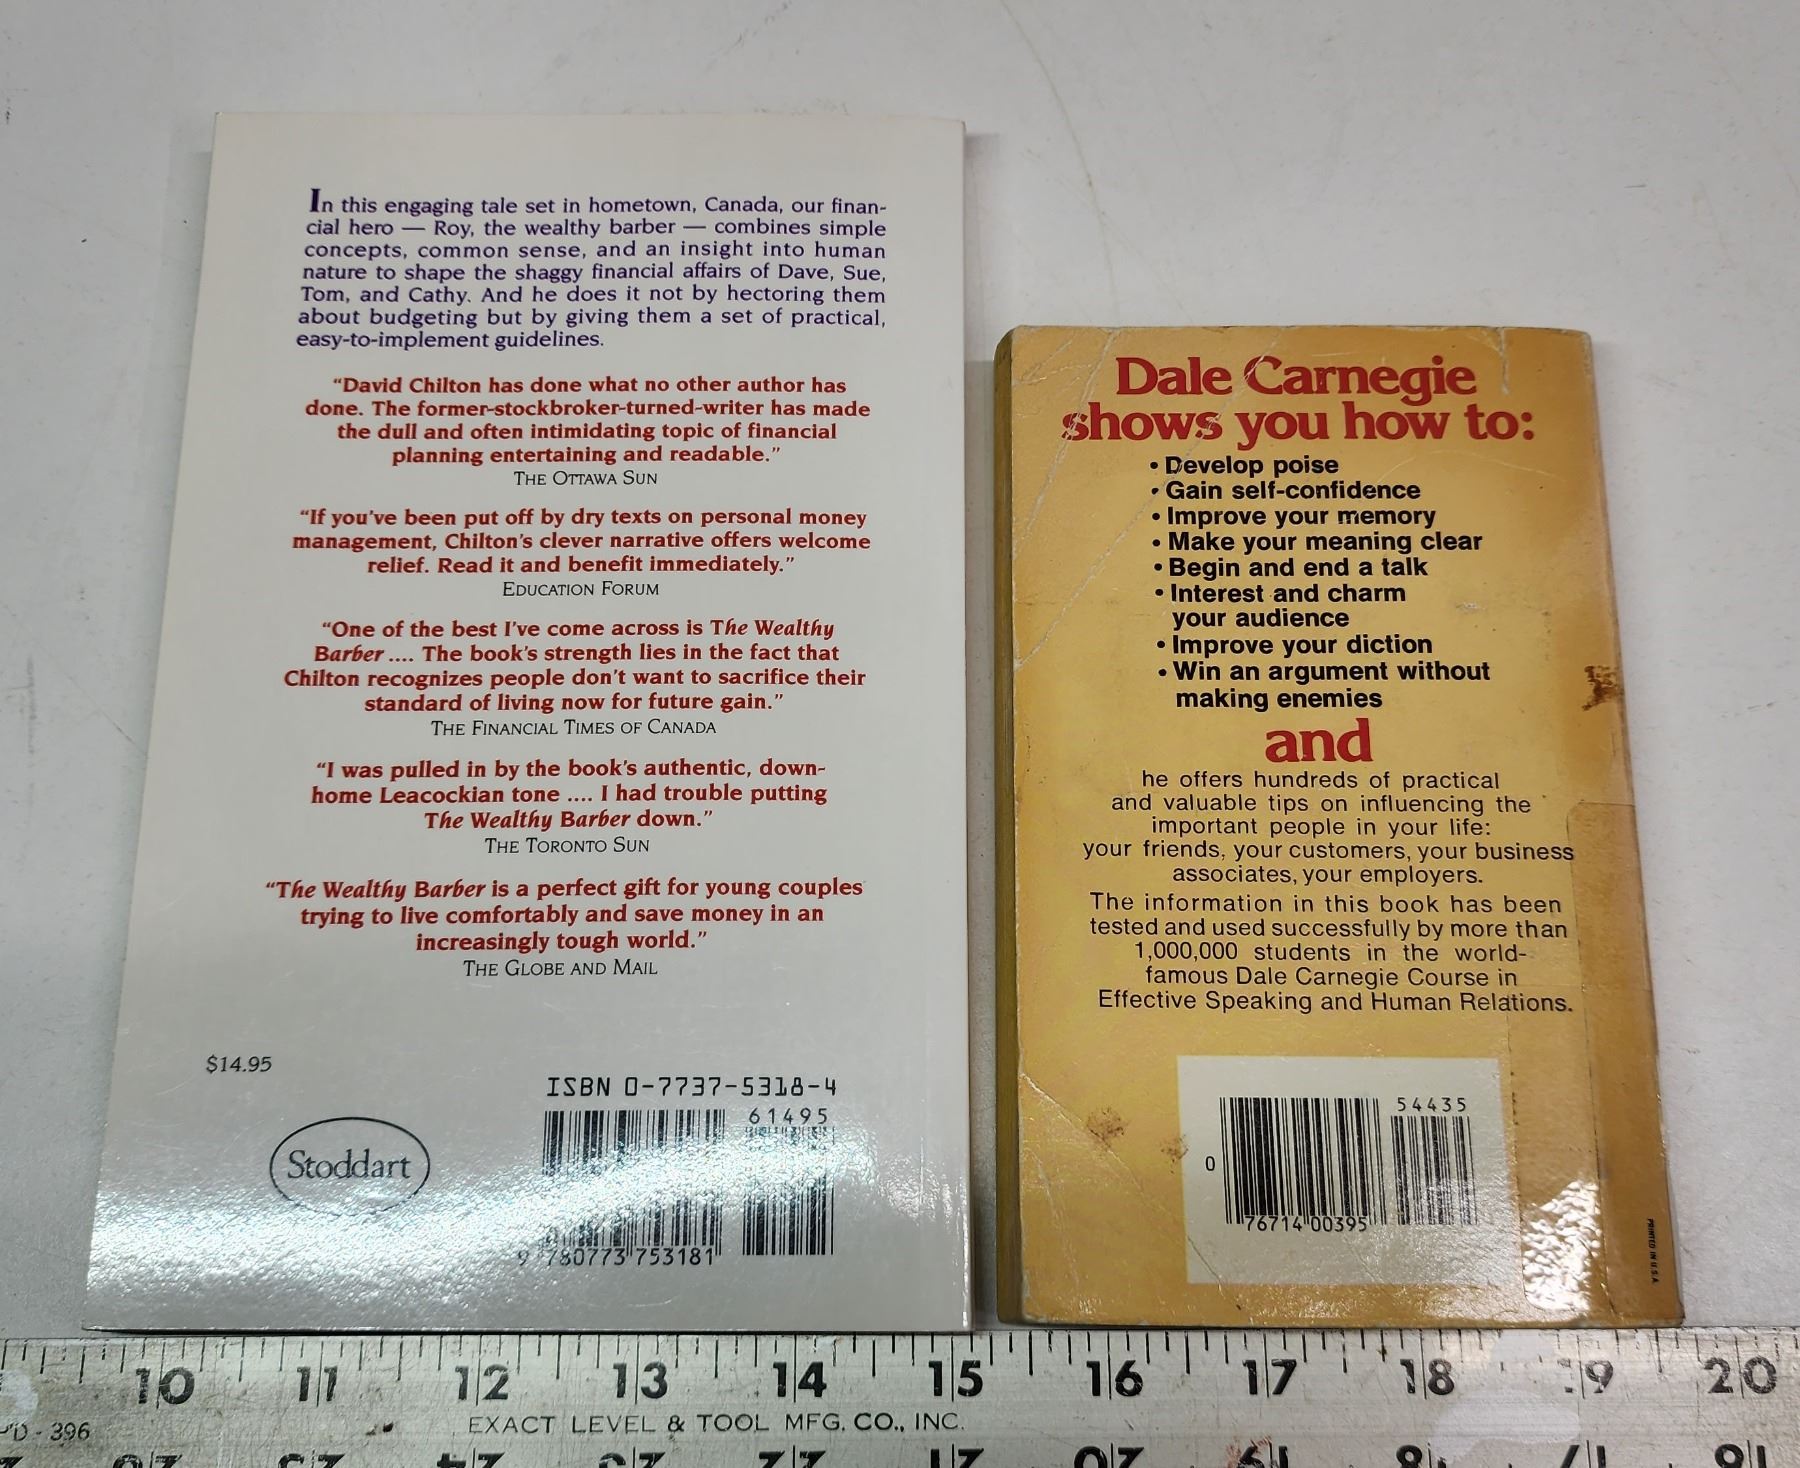 In this engaging tale set in hometown, Canada, our finan-
cial hero — Roy, the wealthy barber — combines simple
concepts, common sense, and an insight into human
nature to shape the shaggy financial affairs of Dave, Sue,
Tom, and Cathy. And he does it not by hectoring them
about budgeting but by giving them a set of practical,
easy-to-implement guidelines.
“David Chilton has done what no other author has
done. The former-stockbroker-turned-writer has made
the dull and often intimidating topic of financial
planning entertaining and readable.”
THE OTTAWA SUN
“If you've been put off by dry texts on personal money
management, Chilton's clever narrative offers welcome
relief. Read it and benefit immediately.”
EDUCATION FORUM
“One of the best I've come across is The Wealthy
Barber .... The book's strength lies in the fact that
Chilton recognizes people don't want to sacrifice their
standard of living now for future gain.”
THE FINANCIAL TIMES OF CANADA
“I was pulled in by the book's authentic, down-
home Leacockian tone .... I had trouble putting
The Wealthy Barber down.”
THE TORONTO SUN
“The Wealthy Barber is a perfect gift for young couples
trying to live comfortably and save money in an
increasingly tough world.”
THE GLOBE AND MAIL
$14.95
ISBN 0-7737-5318-4
61495
Stoddart
9 780773 753181
Dale Carnegie
shows you how to:
• Develop poise
• Gain self-confidence
• Improve your memory
• Make your meaning clear
• Begin and end a talk
• Interest and charm
your audience
• Improve your diction
• Win an argument without
making enemies
and
he offers hundreds of practical
and valuable tips on influencing the
important people in your life:
your friends, your customers, your business
associates, your employers.
The information in this book has been
tested and used successfully by more than
1,000,000 students in the world-
famous Dale Carnegie Course in
Effective Speaking and Human Relations.
54435
0
76714 00395
PRINTED IN U.S.A.
10 11 12 13 14 15 16 17 18 19 20
EXACT LEVEL & TOOL MFG. CO., INC.
- 396